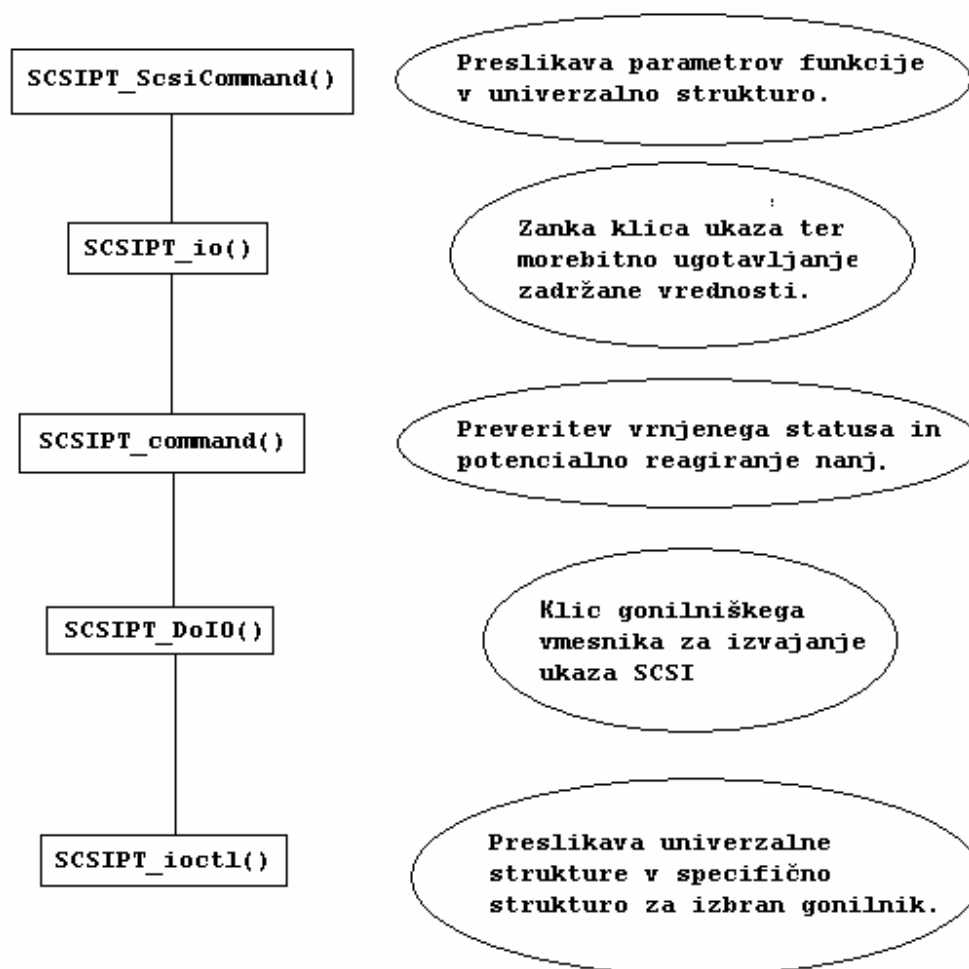 SCSIPT_ScsiCommand()
Preslikava parametrov funkcije
v univerzalno strukturo.
SCSIPT_io()
Zanka klica ukaza ter
morebitno ugotavljanje
zadržane vrednosti.
SCSIPT_command()
Preveritev vrnjenega statusa in
potencialno reagiranje nanj.
SCSIPT_DoIO()
Klic gonilniškega
vmesnika za izvajanje
ukaza SCSI
SCSIPT_ioctl()
Preslikava univerzalne
strukture v specifično
strukturo za izbran gonilnik.